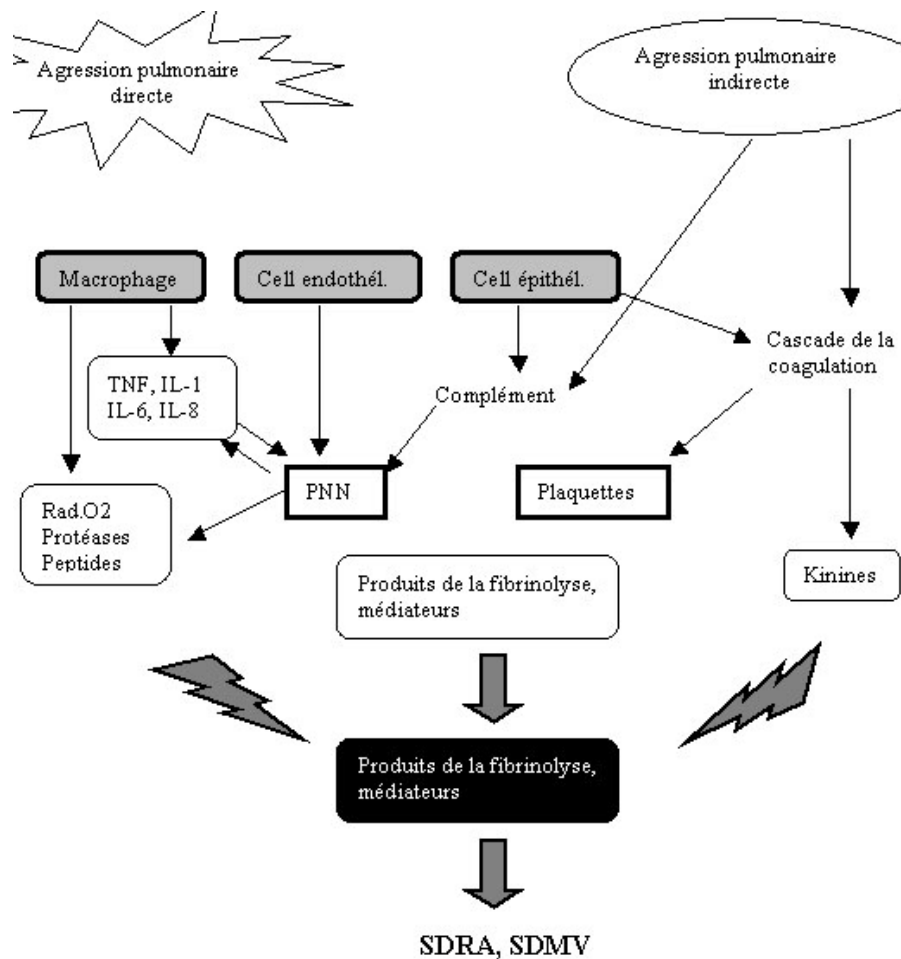 Agression pulmonaire
directe
Agression pulmonaire
indirecte
Macrophage
Cell endothél.
Cell épithél.
Cascade de la
coagulation
TNF, IL-1
IL-6, IL-8
Complément
PNN
Plaquettes
Rad.O2
Protéases
Peptides
Kinines
Produits de la fibrinolyse,
médiateurs
Produits de la fibrinolyse,
médiateurs
SDRA, SDMV